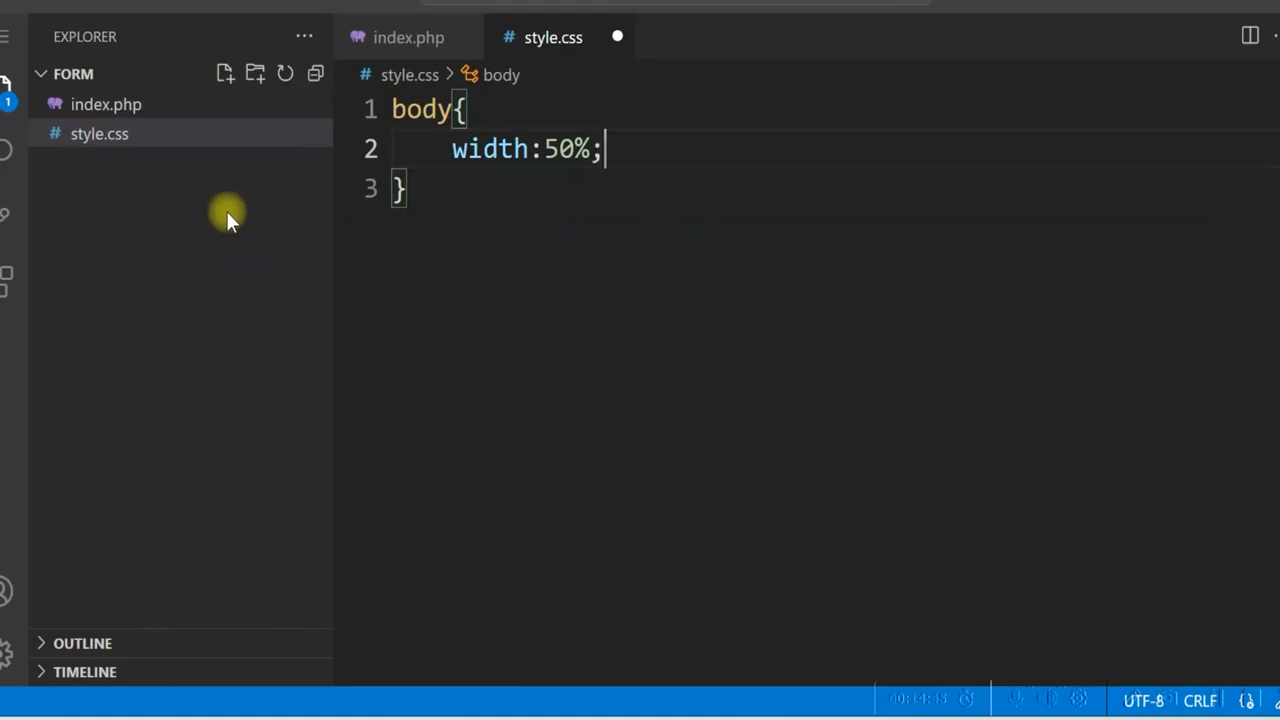 EXPLORER
FORM
index.php
style.css
OUTLINE
TIMELINE
1
index.php
style.css
style.css > body
1 body{
2 width:50%;
3 }
UTF-8 CRLF